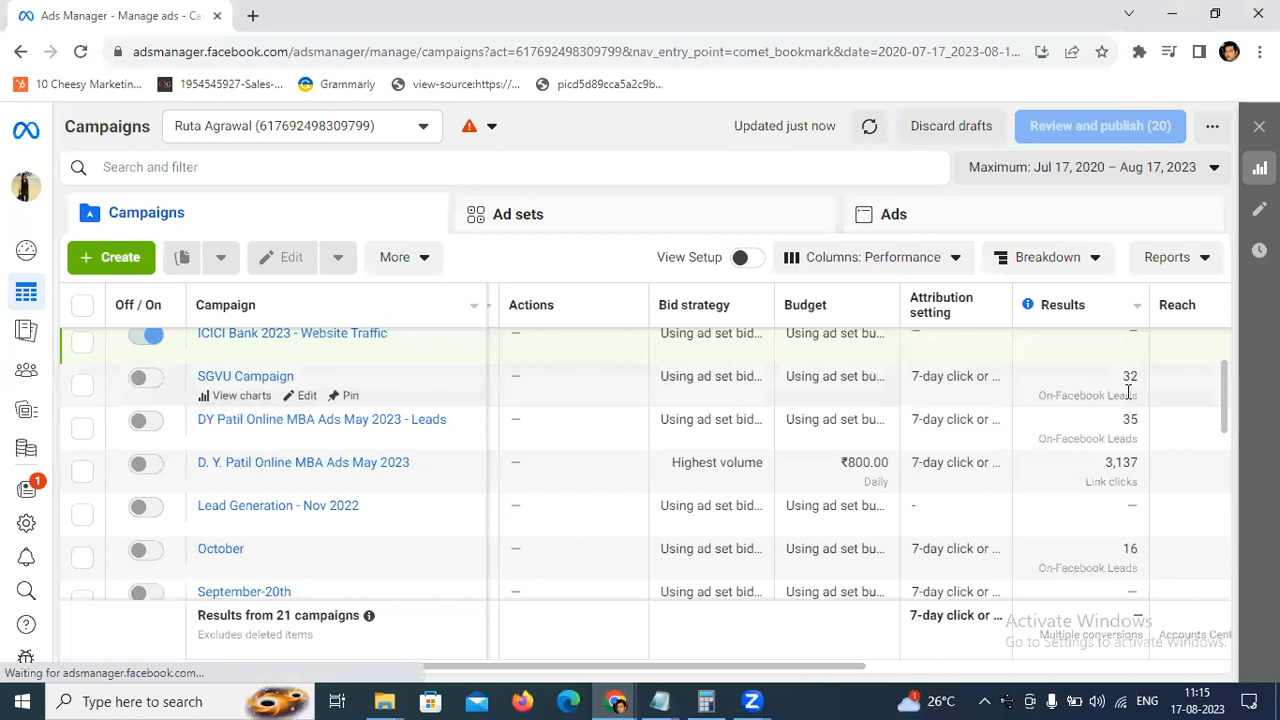 Ads Manager - Manage ads - Ca
adsmanager.facebook.com/adsmanager/manage/campaigns?act=617692498309799&nav_entry_point=comet_bookmark&date=2020-07-17_2023-08-1...
10 Cheesy Marketin...
1954545927-Sales-...
Grammarly
view-source:https://...
picd5d89cca5a2c9b...
Campaigns
Ruta Agrawal (617692498309799)
Updated just now
Discard drafts
Review and publish (20)
Search and filter
Maximum: Jul 17, 2020 – Aug 17, 2023
Campaigns
Ad sets
Ads
+ Create
Edit
More
View Setup
Columns: Performance
Breakdown
Reports
Off / On
Campaign
Actions
Bid strategy
Budget
Attribution
setting
Results
Reach
ICICI Bank 2023 - Website Traffic
—
Using ad set bid...
Using ad set bu...
—
—
SGVU Campaign
View charts
Edit
Pin
—
Using ad set bid...
Using ad set bu...
7-day click or ...
32
On-Facebook Leads
DY Patil Online MBA Ads May 2023 - Leads
—
Using ad set bid...
Using ad set bu...
7-day click or ...
35
On-Facebook Leads
D. Y. Patil Online MBA Ads May 2023
—
Highest volume
₹800.00
Daily
7-day click or ...
3,137
Link clicks
Lead Generation - Nov 2022
—
Using ad set bid...
Using ad set bu...
-
—
October
—
Using ad set bid...
Using ad set bu...
7-day click or ...
16
On-Facebook Leads
September-20th
—
Using ad set bid...
Using ad set bu...
7-day click or ...
—
Results from 21 campaigns
Excludes deleted items
7-day click or ...
—
Multiple conversions
Accounts Cent
Activate Windows
Go to Settings to activate Windows.
1
Waiting for adsmanager.facebook.com...
Type here to search
26°C
ENG
11:15
17-08-2023
1